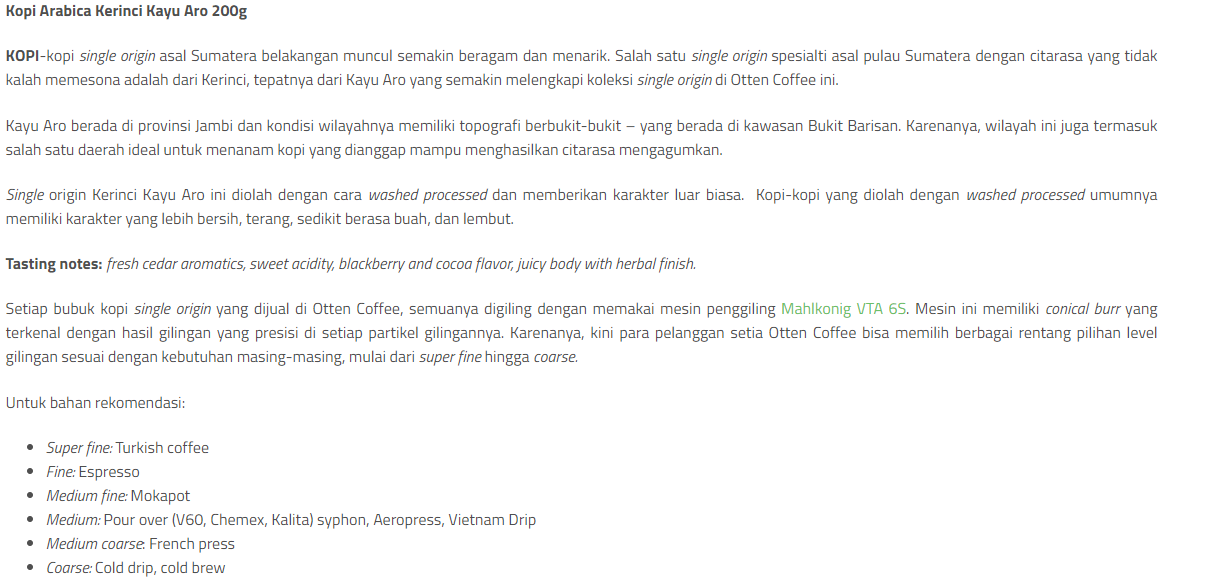 Kopi Arabica Kerinci Kayu Aro 200g
KOPI-kopi single origin asal Sumatera belakangan muncul semakin beragam dan menarik. Salah satu single origin spesialti asal pulau Sumatera dengan citarasa yang tidak
kalah memesona adalah dari Kerinci, tepatnya dari Kayu Aro yang semakin melengkapi koleksi single origin di Otten Coffee ini.
Kayu Aro berada di provinsi Jambi dan kondisi wilayahnya memiliki topografi berbukit-bukit – yang berada di kawasan Bukit Barisan. Karenanya, wilayah ini juga termasuk
salah satu daerah ideal untuk menanam kopi yang dianggap mampu menghasilkan citarasa mengagumkan.
Single origin Kerinci Kayu Aro ini diolah dengan cara washed processed dan memberikan karakter luar biasa. Kopi-kopi yang diolah dengan washed processed umumnya
memiliki karakter yang lebih bersih, terang, sedikit berasa buah, dan lembut.
Tasting notes: fresh cedar aromatics, sweet acidity, blackberry and cocoa flavor, juicy body with herbal finish.
Setiap bubuk kopi single origin yang dijual di Otten Coffee, semuanya digiling dengan memakai mesin penggiling Mahlkonig VTA 6S. Mesin ini memiliki conical burr yang
terkenal dengan hasil gilingan yang presisi di setiap partikel gilingannya. Karenanya, kini para pelanggan setia Otten Coffee bisa memilih berbagai rentang pilihan level
gilingan sesuai dengan kebutuhan masing-masing, mulai dari super fine hingga coarse.
Untuk bahan rekomendasi:
• Super fine: Turkish coffee
• Fine: Espresso
• Medium fine: Mokapot
• Medium: Pour over (V60, Chemex, Kalita) syphon, Aeropress, Vietnam Drip
• Medium coarse: French press
• Coarse: Cold drip, cold brew